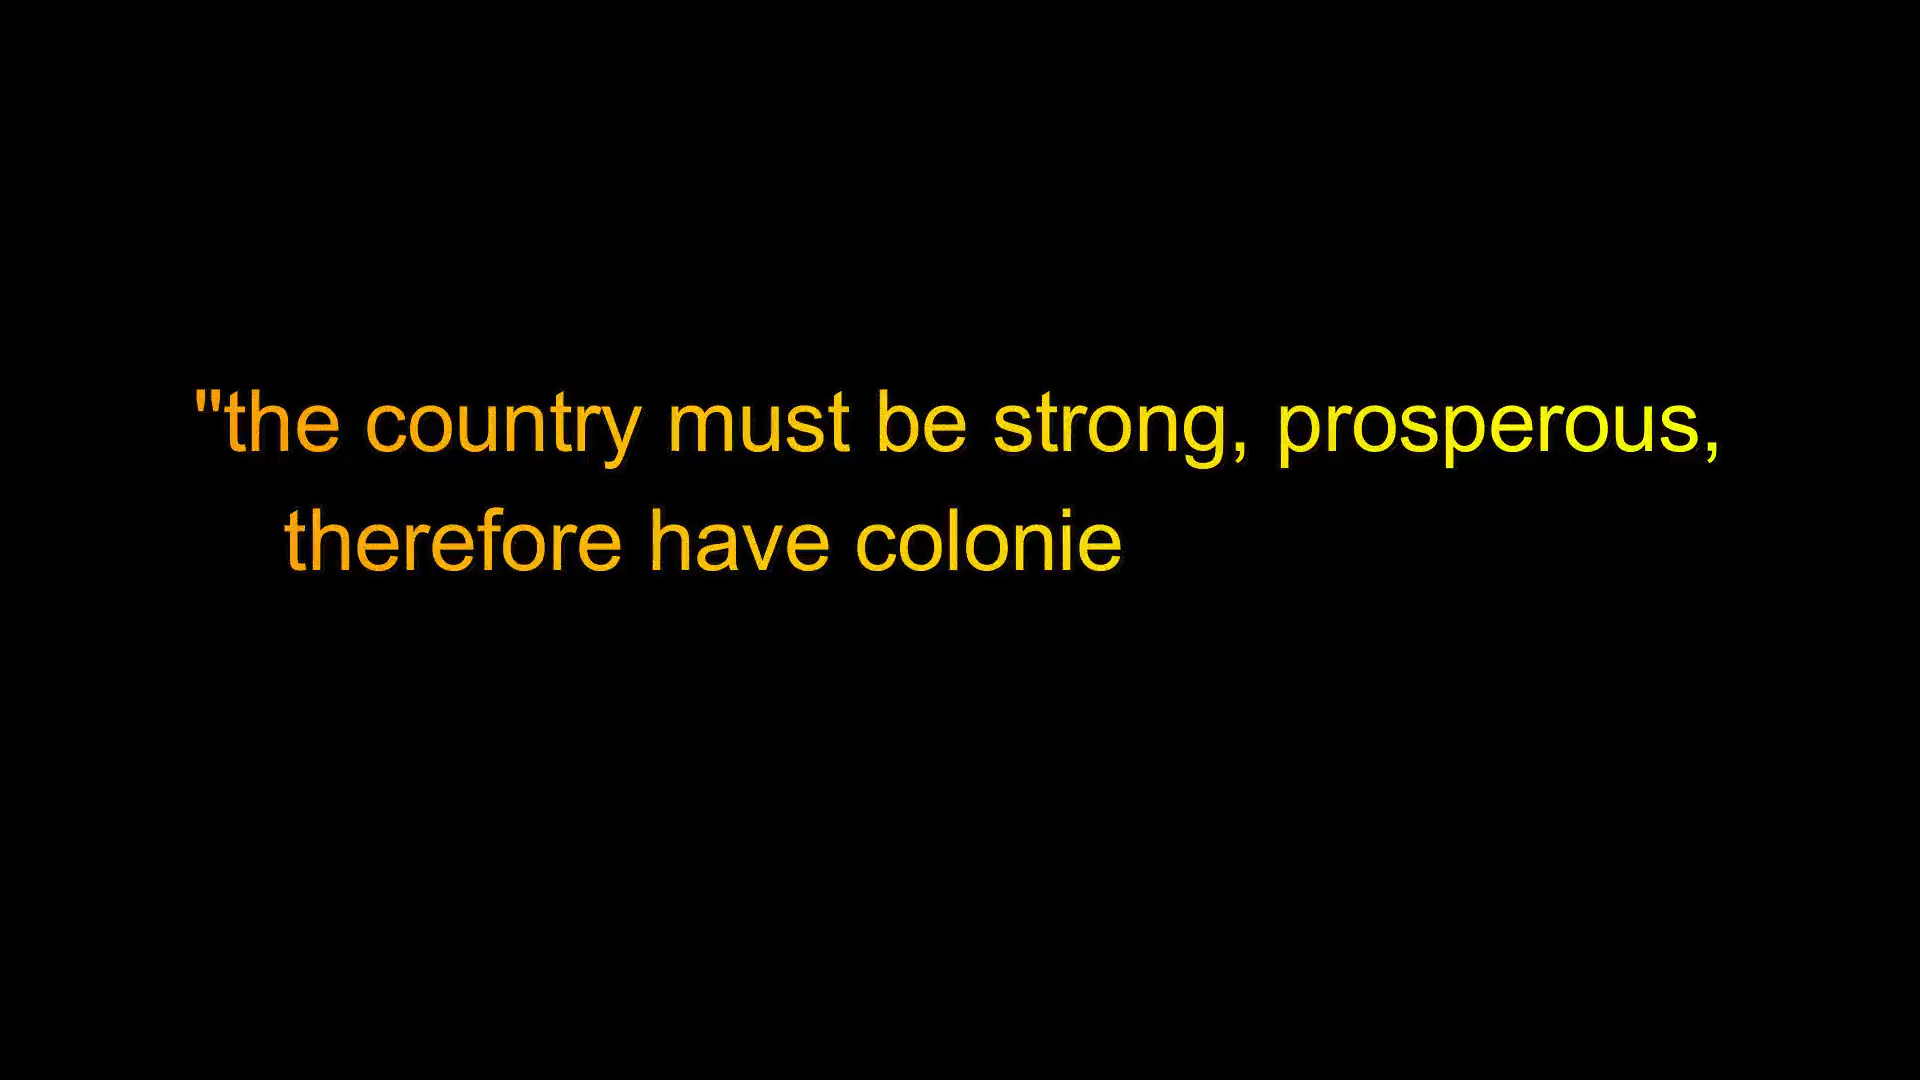 "the country must be strong, prosperous,
therefore have colonie